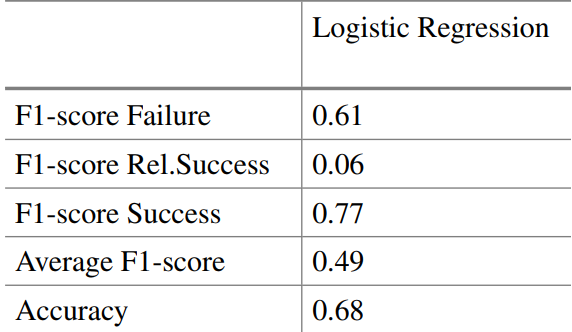 Logistic Regression
F1-score Failure 0.61
F1-score Rel.Success 0.06
F1-score Success 0.77
Average F1-score 0.49
Accuracy 0.68